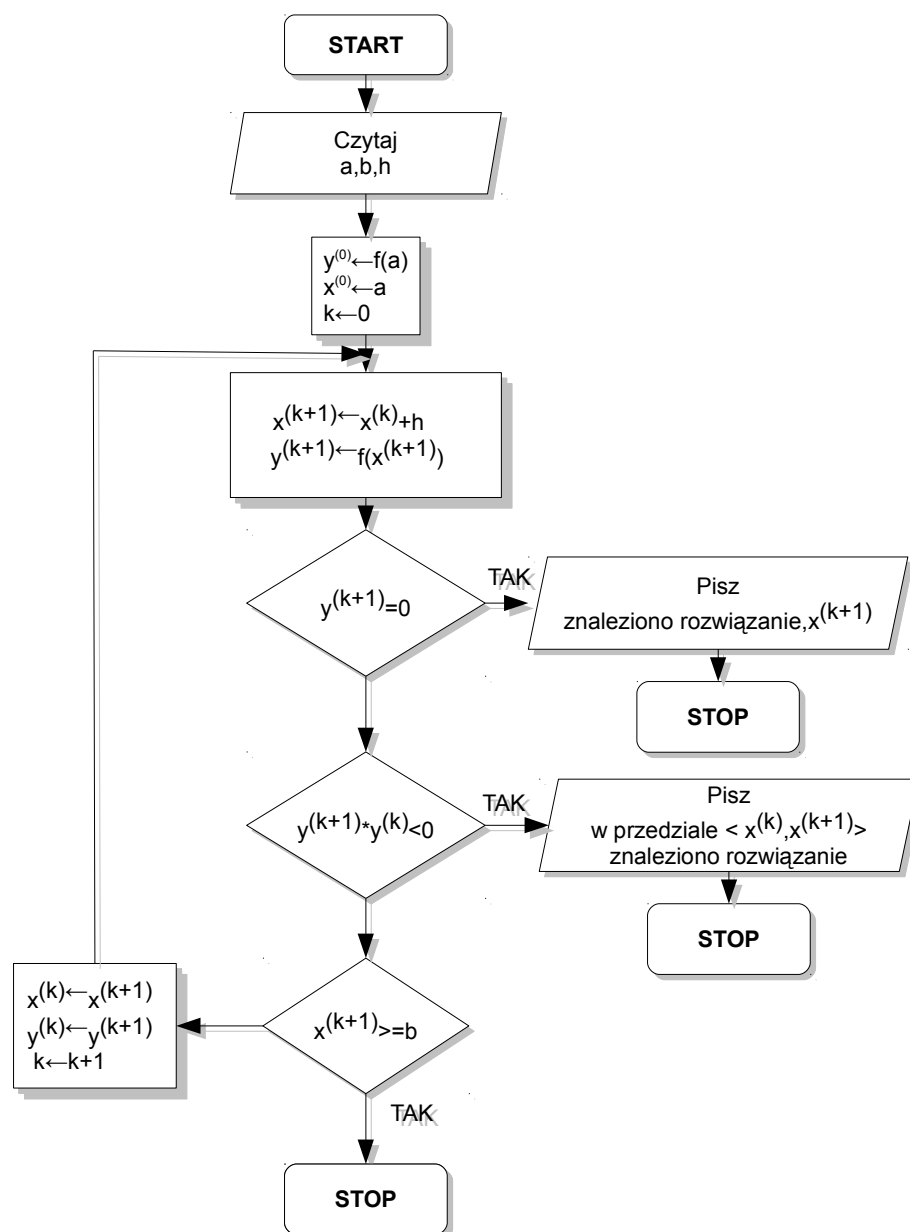 START
Czytaj
a,b,h
y⁽⁰⁾←f(a)
x⁽⁰⁾←a
k←0
x(k+1)←x(k)+h
y(k+1)←f(x(k+1))
y(k+1)=0
TAK
Pisz
znaleziono rozwiązanie,x(k+1)
STOP
y(k+1)*y(k)<0
TAK
Pisz
w przedziale < x(k),x(k+1)>
znaleziono rozwiązanie
STOP
x(k+1)>=b
x(k)←x(k+1)
y(k)←y(k+1)
k←k+1
TAK
STOP